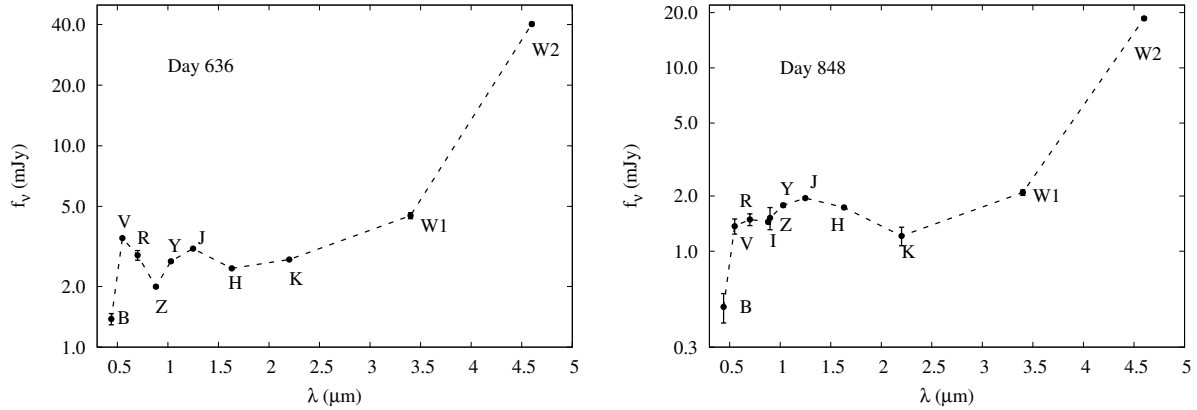 40.0
20.0
10.0
5.0
2.0
1.0
f_ν (mJy)
Day 636
B
V
R
Z
Y
J
H
K
W1
W2
0.5 1 1.5 2 2.5 3 3.5 4 4.5 5
λ (μm)
20.0
10.0
5.0
2.0
1.0
0.3
f_ν (mJy)
Day 848
B
V
R
I
Z
Y
J
H
K
W1
W2
0.5 1 1.5 2 2.5 3 3.5 4 4.5 5
λ (μm)